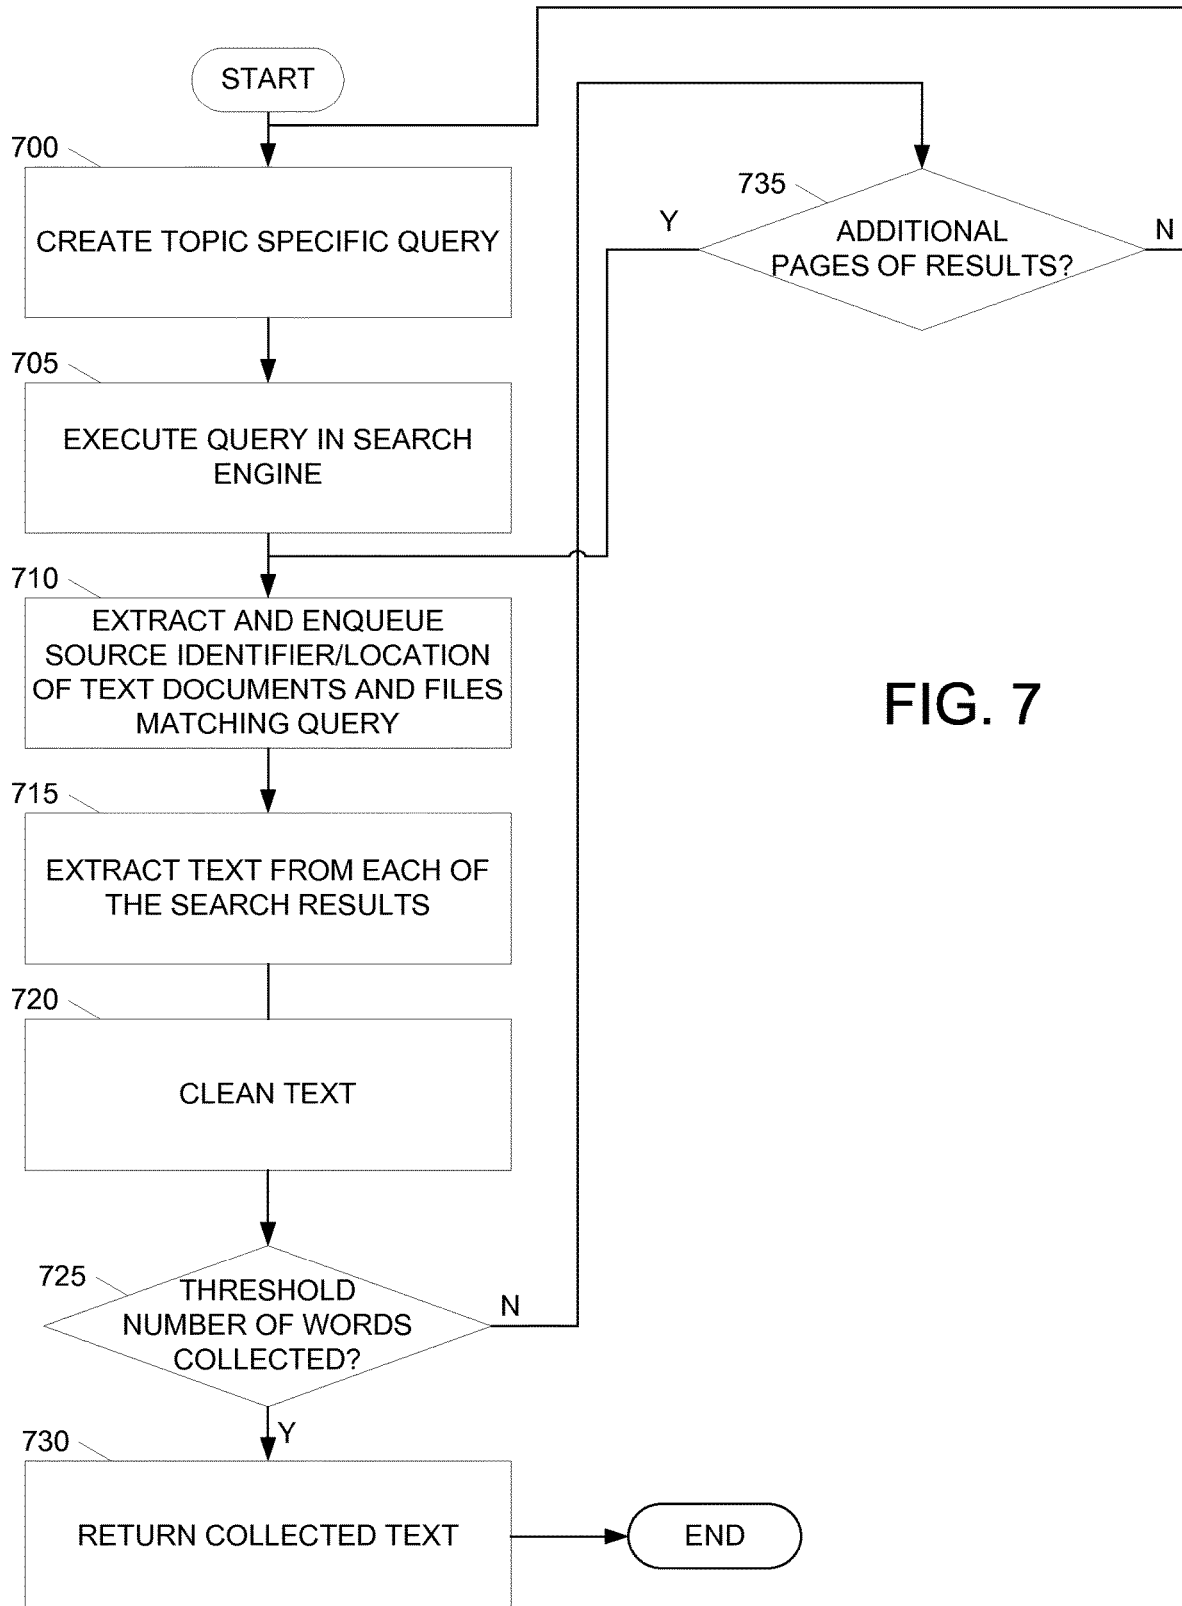 START
700
CREATE TOPIC SPECIFIC QUERY
735
Y
ADDITIONAL
PAGES OF RESULTS?
N
705
EXECUTE QUERY IN SEARCH
ENGINE
710
EXTRACT AND ENQUEUE
SOURCE IDENTIFIER/LOCATION
OF TEXT DOCUMENTS AND FILES
MATCHING QUERY
FIG. 7
715
EXTRACT TEXT FROM EACH OF
THE SEARCH RESULTS
720
CLEAN TEXT
725
THRESHOLD
NUMBER OF WORDS
COLLECTED?
N
Y
730
RETURN COLLECTED TEXT
END